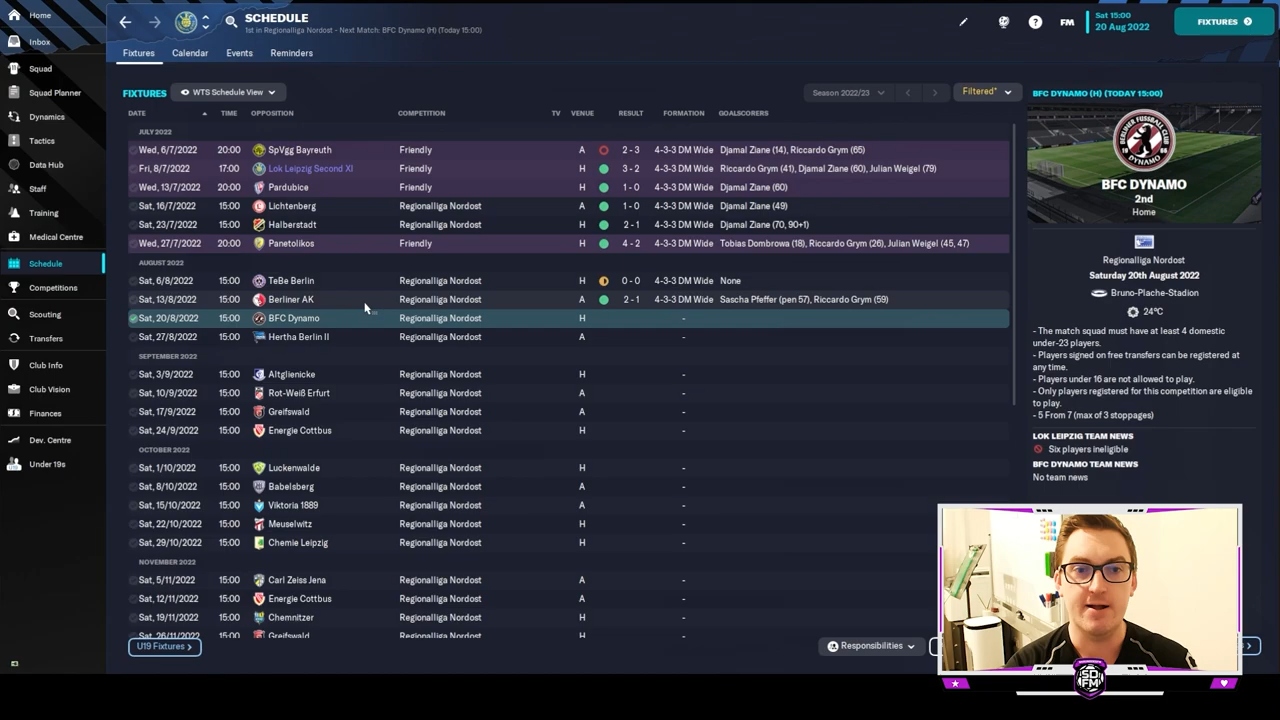 Home
SCHEDULE
1st in Regionalliga Nordost - Next Match: BFC Dynamo (H) (Today 15:00)
FM
Sat 15:00
20 Aug 2022
FIXTURES
Inbox
Squad
Squad Planner
Dynamics
Tactics
Data Hub
Staff
Training
Medical Centre
Schedule
Competitions
Scouting
Transfers
Club Info
Club Vision
Finances
Dev. Centre
Under 19s
Fixtures Calendar Events Reminders
FIXTURES WTS Schedule View Season 2022/23 Filtered*
DATE TIME OPPOSITION COMPETITION TV VENUE RESULT FORMATION GOALSCORERS
JULY 2022
Wed, 6/7/2022 20:00 SpVgg Bayreuth Friendly A 2 - 3 4-3-3 DM Wide Djamal Ziane (14), Riccardo Grym (65)
Fri, 8/7/2022 17:00 Lok Leipzig Second XI Friendly H 3 - 2 4-3-3 DM Wide Riccardo Grym (41), Djamal Ziane (60), Julian Weigel (79)
Wed, 13/7/2022 20:00 Pardubice Friendly H 1 - 0 4-3-3 DM Wide Djamal Ziane (60)
Sat, 16/7/2022 15:00 Lichtenberg Regionalliga Nordost A 1 - 0 4-3-3 DM Wide Djamal Ziane (49)
Sat, 23/7/2022 15:00 Halberstadt Regionalliga Nordost H 2 - 1 4-3-3 DM Wide Djamal Ziane (70, 90+1)
Wed, 27/7/2022 20:00 Panetolikos Friendly H 4 - 2 4-3-3 DM Wide Tobias Dombrowa (18), Riccardo Grym (26), Julian Weigel (45, 47)
AUGUST 2022
Sat, 6/8/2022 15:00 TeBe Berlin Regionalliga Nordost H 0 - 0 4-3-3 DM Wide None
Sat, 13/8/2022 15:00 Berliner AK Regionalliga Nordost A 2 - 1 4-3-3 DM Wide Sascha Pfeffer (pen 57), Riccardo Grym (59)
Sat, 20/8/2022 15:00 BFC Dynamo Regionalliga Nordost H -
Sat, 27/8/2022 15:00 Hertha Berlin II Regionalliga Nordost A -
SEPTEMBER 2022
Sat, 3/9/2022 15:00 Altglienicke Regionalliga Nordost H -
Sat, 10/9/2022 15:00 Rot-Weiß Erfurt Regionalliga Nordost A -
Sat, 17/9/2022 15:00 Greifswald Regionalliga Nordost A -
Sat, 24/9/2022 15:00 Energie Cottbus Regionalliga Nordost H -
OCTOBER 2022
Sat, 1/10/2022 15:00 Luckenwalde Regionalliga Nordost H -
Sat, 8/10/2022 15:00 Babelsberg Regionalliga Nordost A -
Sat, 15/10/2022 15:00 Viktoria 1889 Regionalliga Nordost A -
Sat, 22/10/2022 15:00 Meuselwitz Regionalliga Nordost H -
Sat, 29/10/2022 15:00 Chemie Leipzig Regionalliga Nordost H -
NOVEMBER 2022
Sat, 5/11/2022 15:00 Carl Zeiss Jena Regionalliga Nordost A -
Sat, 12/11/2022 15:00 Energie Cottbus Regionalliga Nordost A -
Sat, 19/11/2022 15:00 Chemnitzer Regionalliga Nordost H -
Sat, 26/11/2022 15:00 Greifswald Regionalliga Nordost H -
U19 Fixtures
Responsibilities
BFC DYNAMO (H) (TODAY 15:00)
BERLINER FUSSBALL CLUB
DYNAMO
BFC DYNAMO
2nd
Home
Regionalliga Nordost
Saturday 20th August 2022
Bruno-Plache-Stadion
24°C
- The match squad must have at least 4 domestic
under-23 players.
- Players signed on free transfers can be registered at
any time.
- Players under 16 are not allowed to play.
- Only players registered for this competition are eligible
to play.
- 5 From 7 (max of 3 stoppages)
LOK LEIPZIG TEAM NEWS
Six players ineligible
BFC DYNAMO TEAM NEWS
No team news
SD
FM